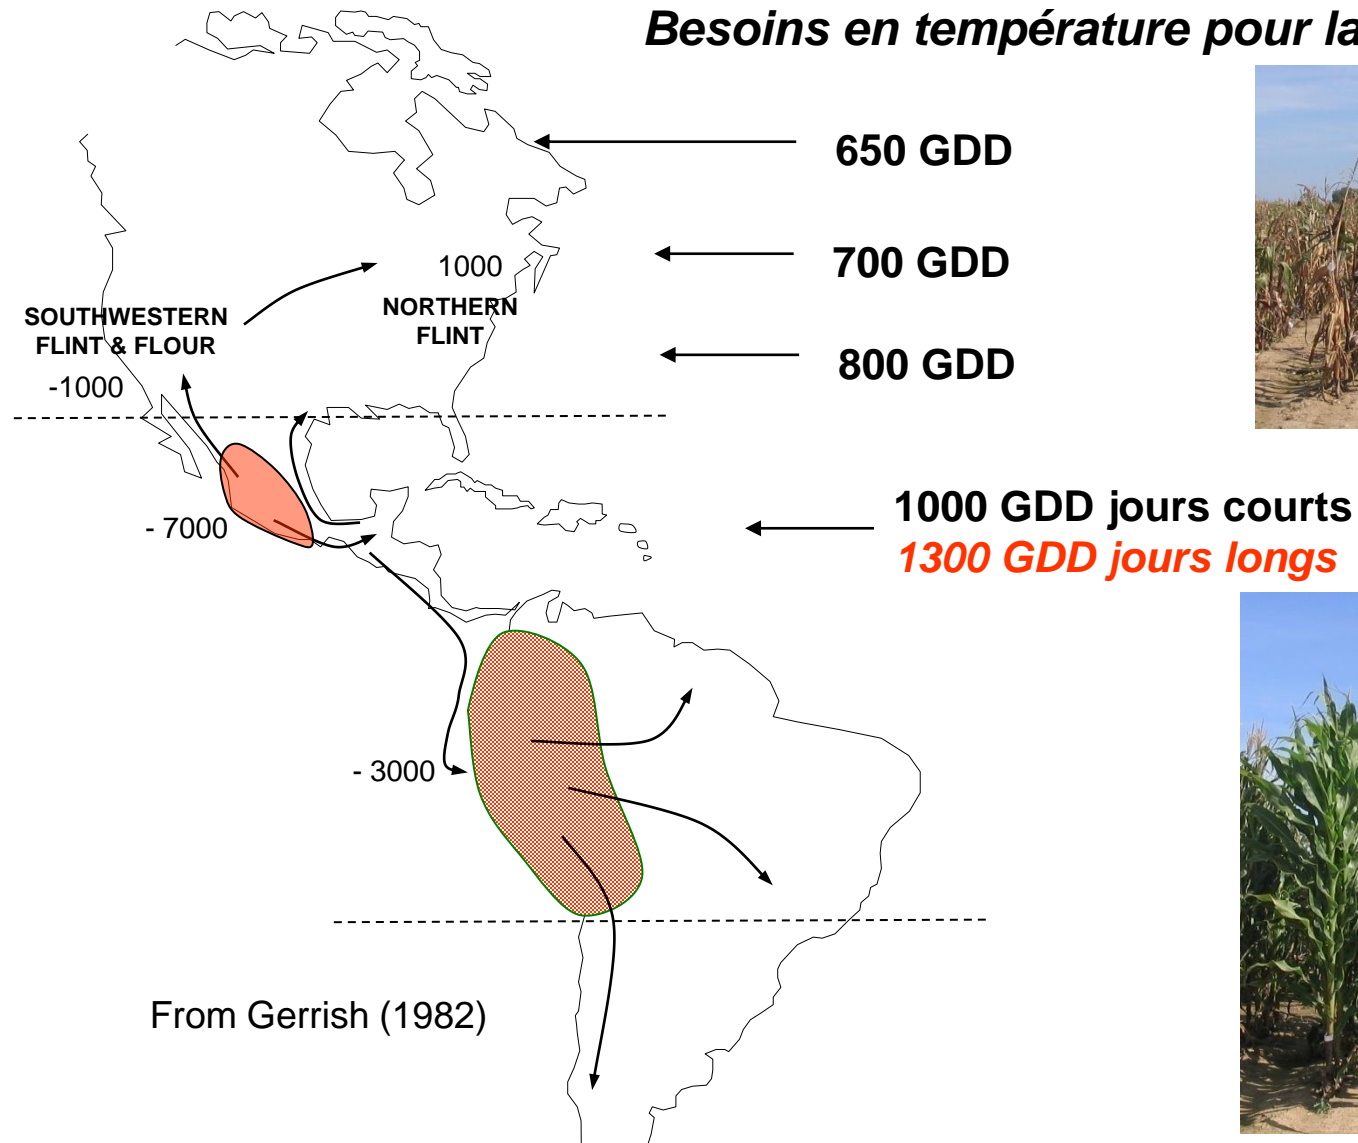 Besoins en température pour la
650 GDD
700 GDD
1000
NORTHERN
FLINT
SOUTHWESTERN
FLINT & FLOUR
800 GDD
-1000
1000 GDD jours courts
- 7000
1300 GDD jours longs
- 3000
From Gerrish (1982)